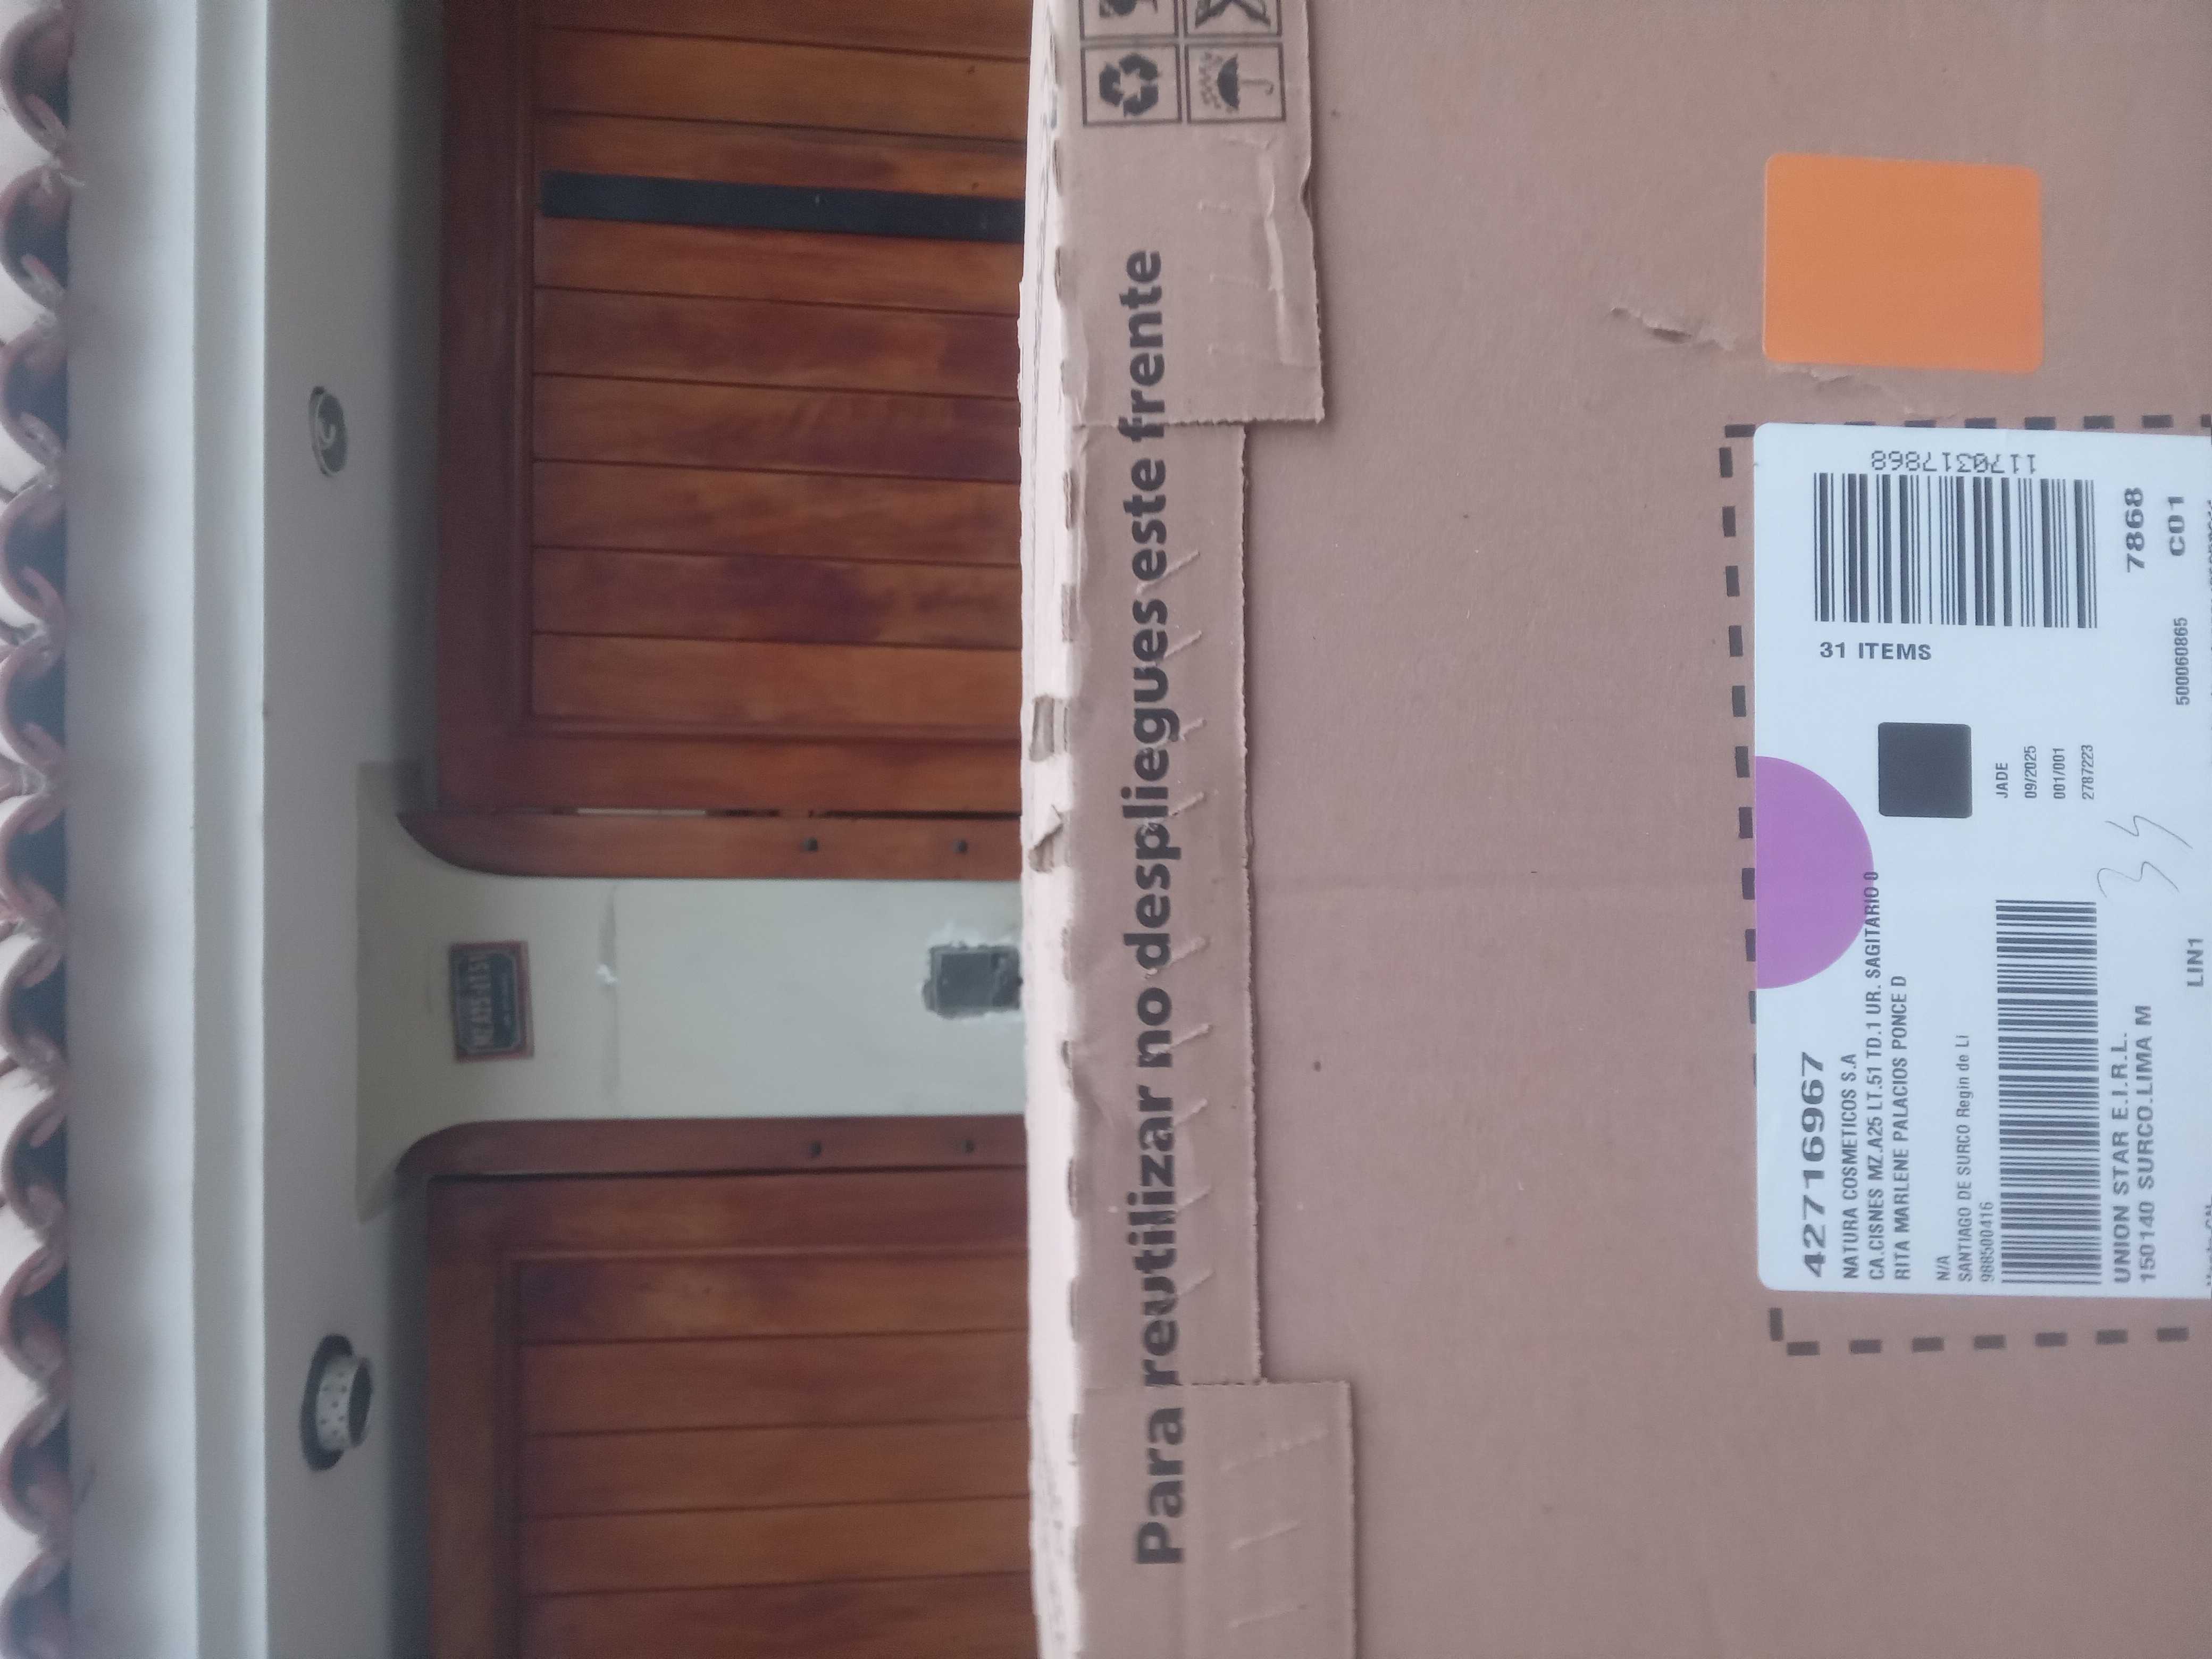 Para reutilizar no despliegues este frente
427716967
NATURA COSMETICOS S.A
CA.CISNES MZ.A25 LT.51 TD.1 UR. SAGITARIO 0
RITA MARLENE PALACIOS PONCE D
N/A
SANTIAGO DE SURCO Regin de Li
988500416
UNION STAR E.I.R.L.
150140 SURCO.LIMA M
LIN1
JADE
09/2025
001/001
2787223
31 ITEMS
1170317868
7868
500060865
C01